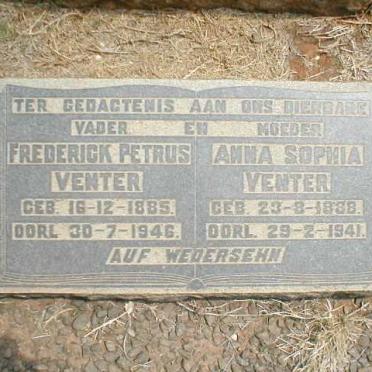 TER GEDACTENIS AAN ONS DIERBARE
VADER EN MOEDER
FREDERICK PETRUS
VENTER
GEB. 16-12-1885.
OORL 30-7-1946.
ANNA SOPHIA
VENTER
GEB. 23-8-1888.
OORL 29-2-1941.
AUF WEDERSEHN